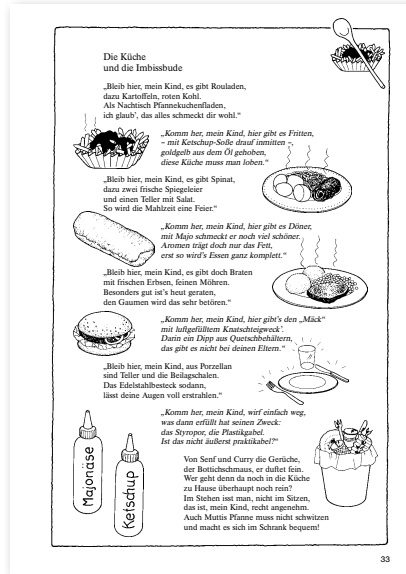 Die Küche
und die Imbissbude
„Bleib hier, mein Kind, es gibt Rouladen,
dazu Kartoffeln, roten Kohl.
Als Nachtisch Pfannekuchenfladen,
ich glaub’, das alles schmeckt dir wohl.“
„Komm her, mein Kind, hier gibt es Fritten,
– mit Ketschup-Soße drauf inmitten –,
goldgelb aus dem Öl gehoben,
diese Küche muss man loben.“
„Bleib hier, mein Kind, es gibt Spinat,
dazu zwei frische Spiegeleier
und einen Teller mit Salat.
So wird die Mahlzeit eine Feier.“
„Komm her, mein Kind, hier gibt es Döner,
mit Majo schmeckt er noch viel schöner.
Aromen trägt doch nur das Fett,
erst so wird’s Essen ganz komplett.“
„Bleib hier, mein Kind, es gibt doch Braten
mit frischen Erbsen, feinen Möhren.
Besonders gut ist’s heut geraten,
den Gaumen wird das sehr betören.“
„Komm her, mein Kind, hier gibt’s den „Mäck“
mit luftgefülltem Knatschteigweck’.
Darin ein Dipp aus Quetschbehältern,
das gibt es nicht bei deinen Eltern.“
„Bleib hier, mein Kind, aus Porzellan
sind Teller und die Beilagschalen.
Das Edelstahlbesteck sodann,
lässt deine Augen voll erstrahlen.“
„Komm her, mein Kind, wirf einfach weg,
was dann erfüllt hat seinen Zweck:
das Styropor, die Plastikgabel.
Ist das nicht äußerst praktikabel?“
Majonäse
Ketschup
Von Senf und Curry die Gerüche,
der Bottichschmaus, er duftet fein.
Wer geht denn da noch in die Küche
zu Hause überhaupt noch rein?
Im Stehen isst man, nicht im Sitzen,
das ist, mein Kind, recht angenehm.
Auch Muttis Pfanne muss nicht schwitzen
und macht es sich im Schrank bequem!
33